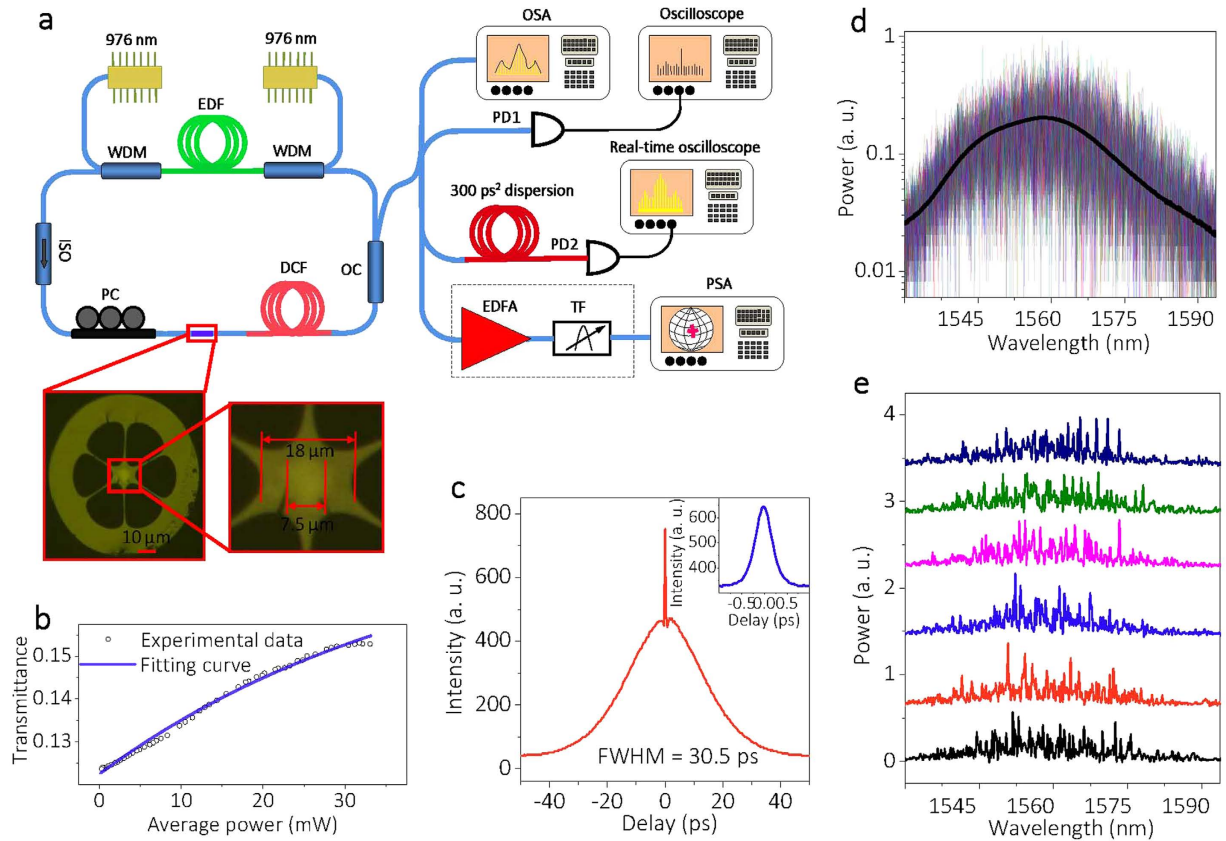 a
976 nm
976 nm
EDF
WDM
WDM
ISO
PC
DCF
OC
OSA
Oscilloscope
PD1
Real-time oscilloscope
300 ps² dispersion
PD2
EDFA
TF
PSA
10 μm
18 μm
7.5 μm
b
Experimental data
Fitting curve
Transmittance
0.15
0.14
0.13
0 10 20 30
Average power (mW)
c
Intensity (a. u.)
800
600
400
200
0
FWHM = 30.5 ps
-50 -40 -20 0 20 40
Delay (ps)
Intensity (a. u.)
600
500
400
-0.5 0.0 0.5
Delay (ps)
d
Power (a. u.)
1
0.1
0.01
1545 1560 1575 1590
Wavelength (nm)
e
Power (a. u.)
4
3
2
1
0
1545 1560 1575 1590
Wavelength (nm)